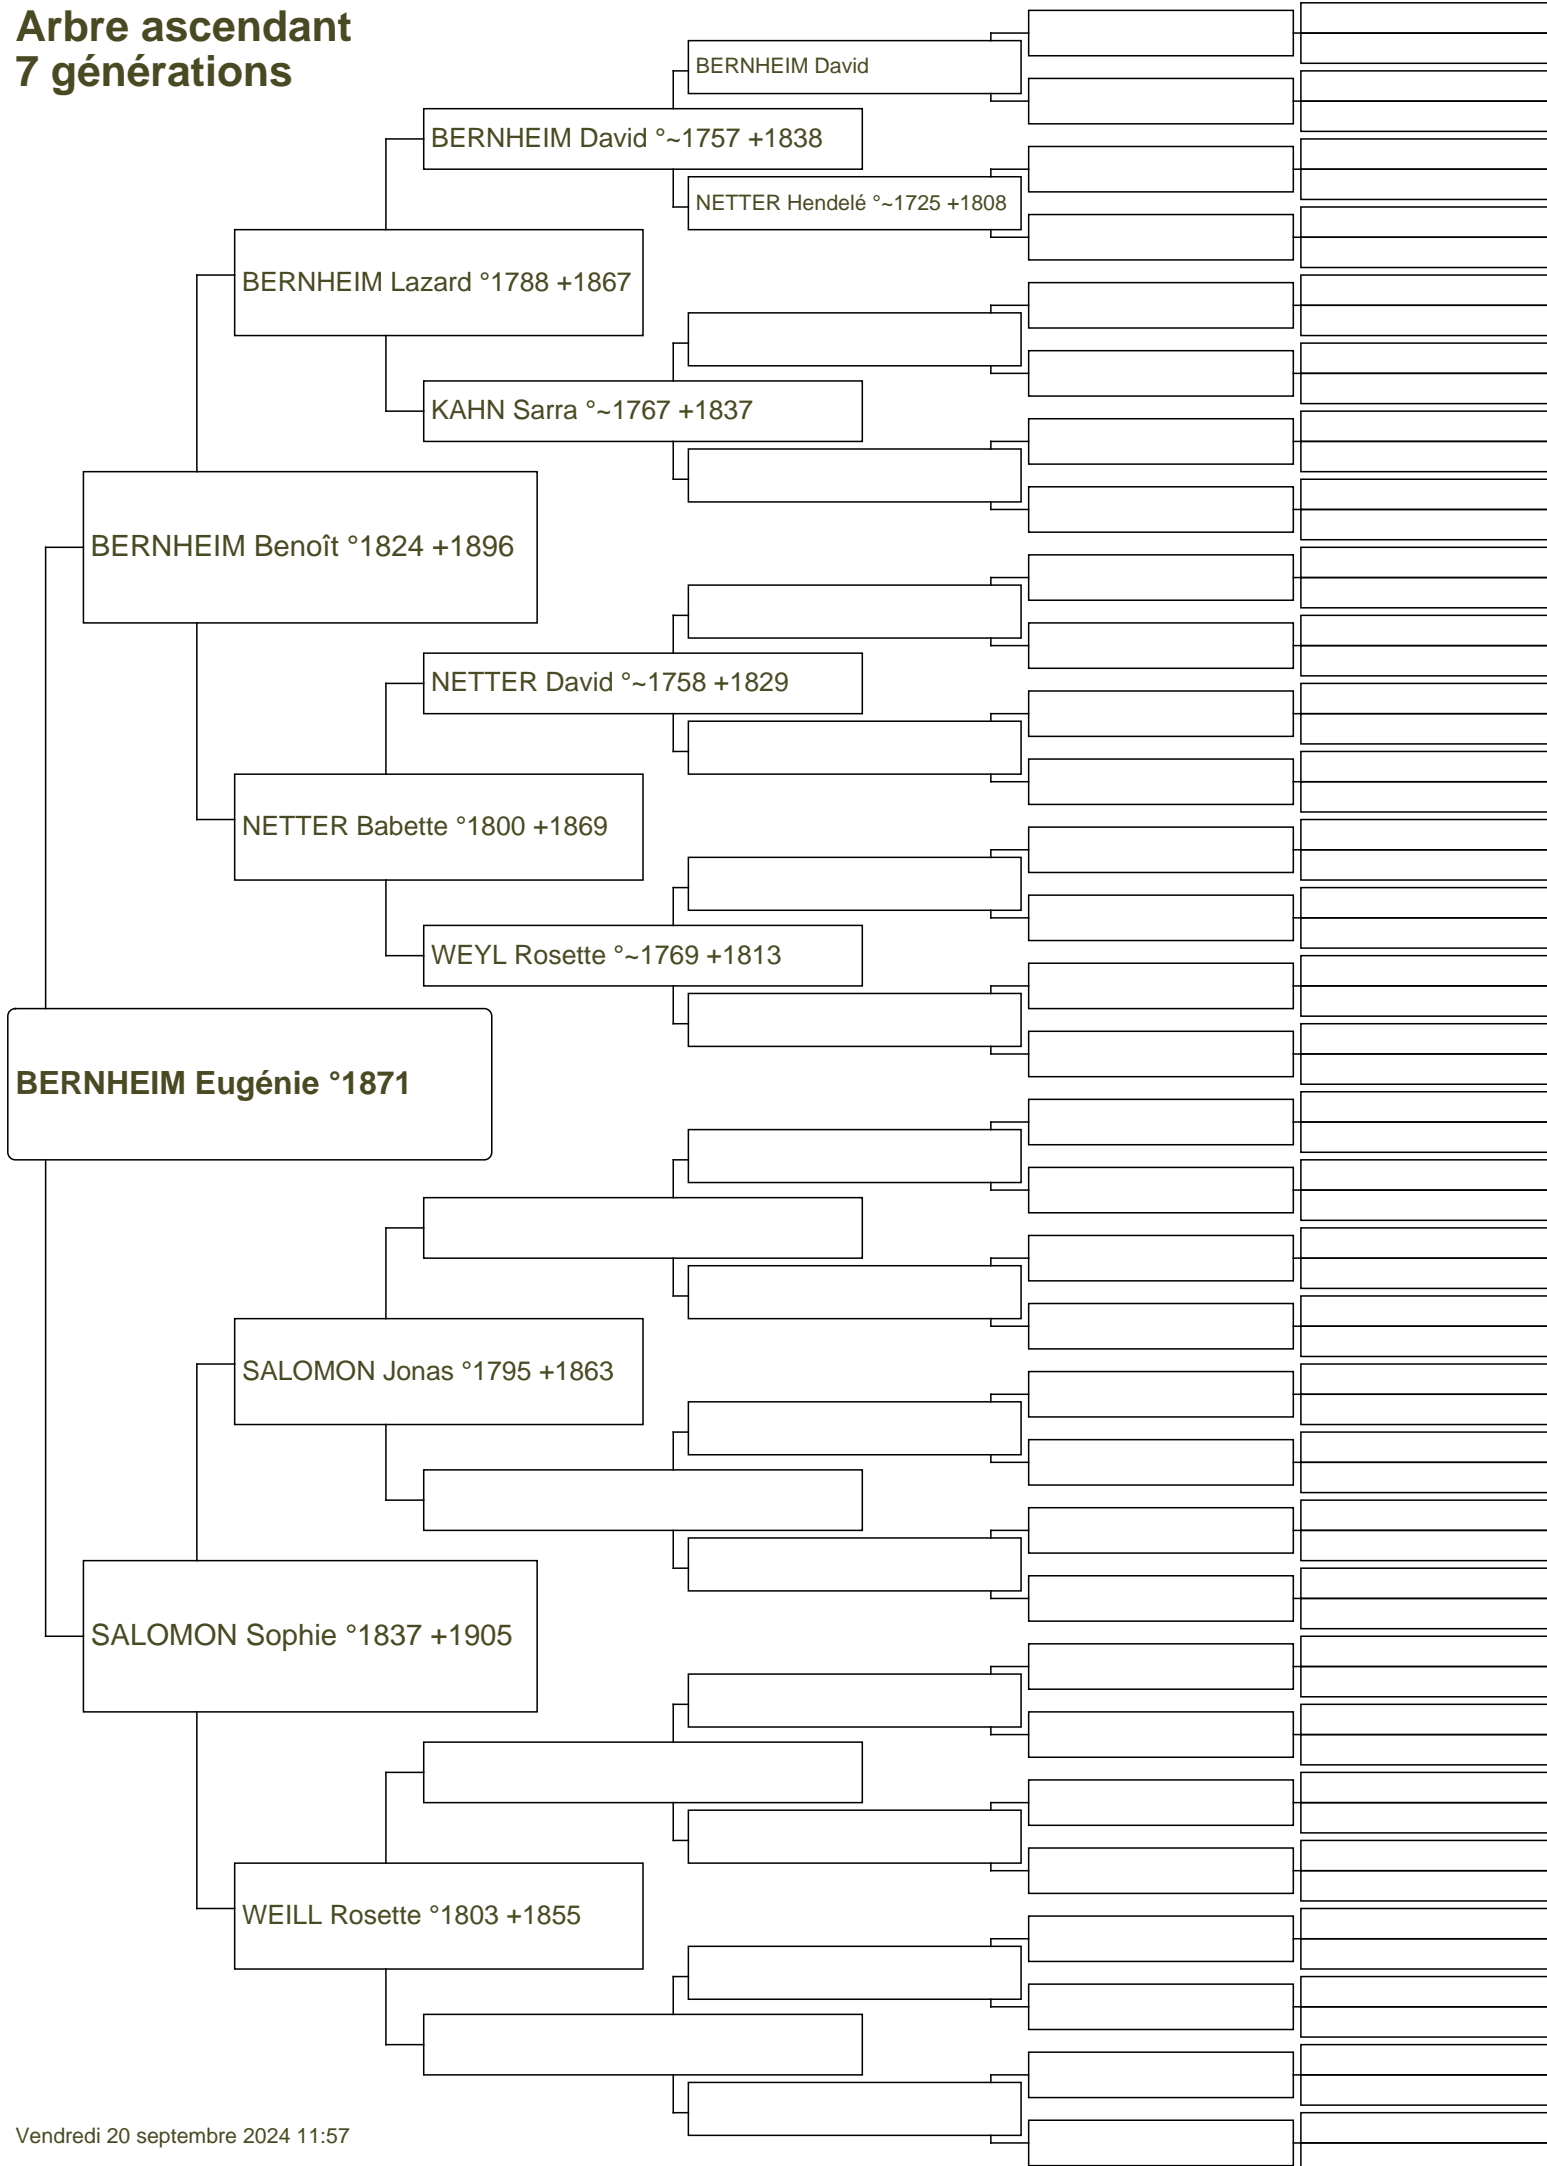 Arbre ascendant
7 générations
BERNHEIM David
BERNHEIM David °~1757 +1838
NETTER Hendelé °~1725 +1808
BERNHEIM Lazard °1788 +1867
KAHN Sarra °~1767 +1837
BERNHEIM Benoît °1824 +1896
NETTER David °~1758 +1829
NETTER Babette °1800 +1869
WEYL Rosette °~1769 +1813
BERNHEIM Eugénie °1871
SALOMON Jonas °1795 +1863
SALOMON Sophie °1837 +1905
WEILL Rosette °1803 +1855
Vendredi 20 septembre 2024 11:57